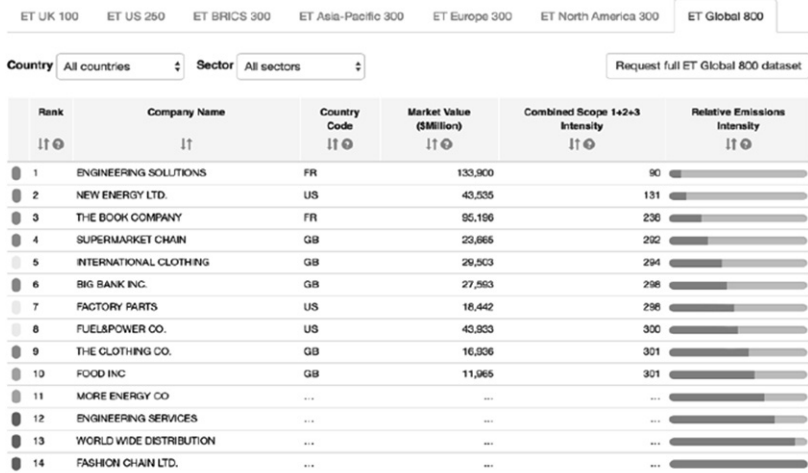 ET UK 100 ET US 250 ET BRICS 300 ET Asia-Pacific 300 ET Europe 300 ET North America 300 ET Global 800
Country All countries Sector All sectors Request full ET Global 800 dataset
Rank Company Name Country Code Market Value ($Million) Combined Scope 1+2+3 Intensity Relative Emissions Intensity
1 ENGINEERING SOLUTIONS FR 133,900 90
2 NEW ENERGY LTD. US 43,535 131
3 THE BOOK COMPANY FR 95,196 236
4 SUPERMARKET CHAIN GB 23,665 292
5 INTERNATIONAL CLOTHING GB 29,503 294
6 BIG BANK INC. GB 27,593 298
7 FACTORY PARTS US 18,442 298
8 FUEL&POWER CO. US 43,933 300
9 THE CLOTHING CO. GB 16,936 301
10 FOOD INC GB 11,965 301
11 MORE ENERGY CO ... ... ...
12 ENGINEERING SERVICES ... ... ...
13 WORLD WIDE DISTRIBUTION ... ... ...
14 FASHION CHAIN LTD. ... ... ...